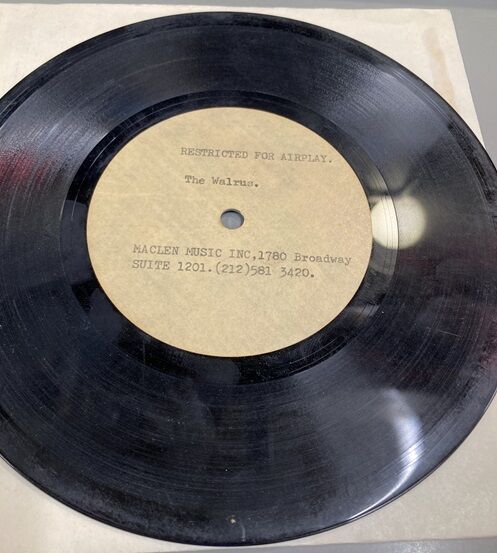 RESTRICTED FOR AIRPLAY.
The Walrus.
MACLEN MUSIC INC,1780 Broadway
SUITE 1201.(212)581 3420.